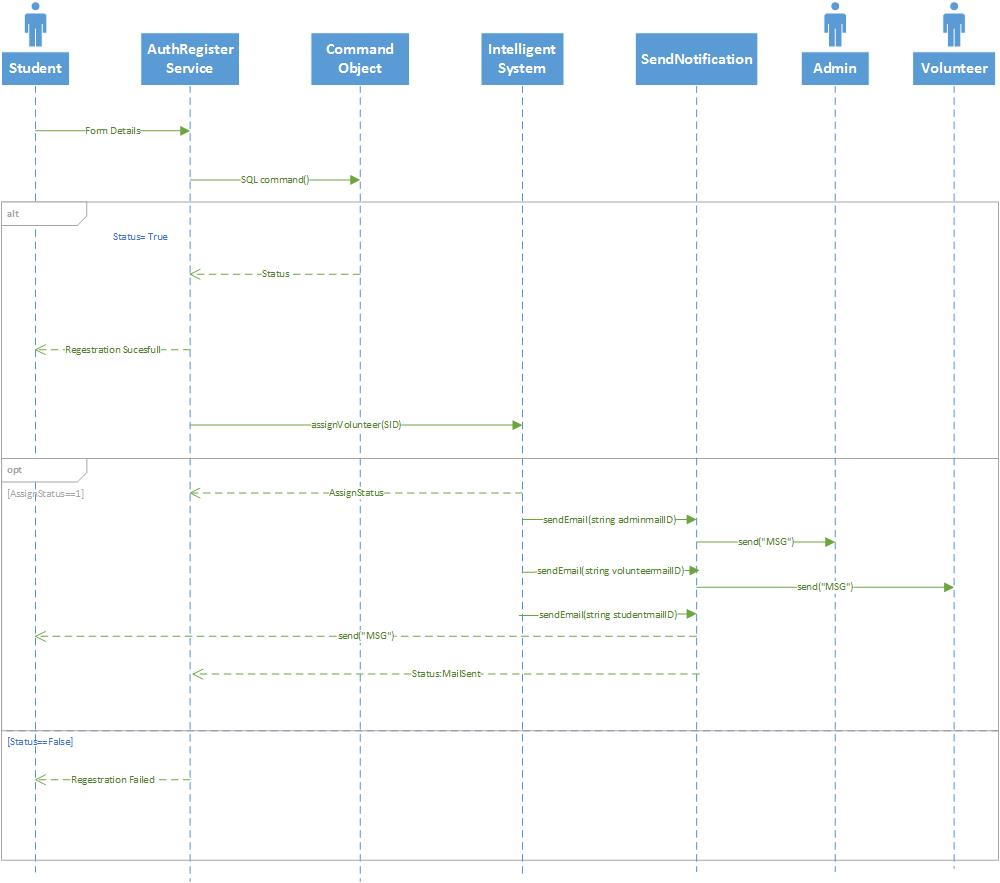 Student
AuthRegister
Service
Command
Object
Intelligent
System
SendNotification
Admin
Volunteer
Form Details
SQL command()
alt
Status= True
Status
Regestration Sucesfull
assignVolunteer(SID)
opt
[AssignStatus==1]
AssignStatus
sendEmail(string adminmailID)
send("MSG")
sendEmail(string volunteermailID)
send("MSG")
sendEmail(string studentmailID)
send("MSG")
Status:MailSent
[Status==False]
Regestration Failed